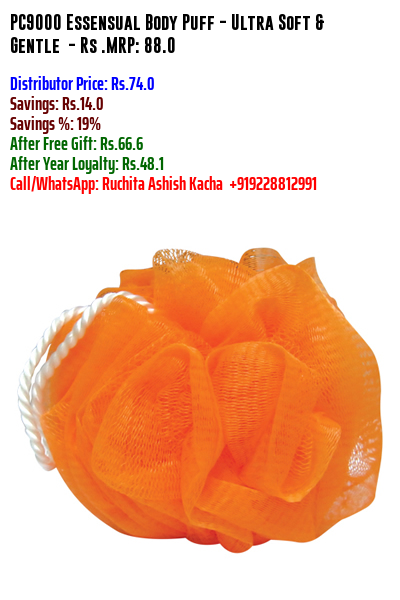 PC9000 Essensual Body Puff - Ultra Soft &
Gentle - Rs .MRP: 88.0
Distributor Price: Rs.74.0
Savings: Rs.14.0
Savings %: 19%
After Free Gift: Rs.66.6
After Year Loyalty: Rs.48.1
Call/WhatsApp: Ruchita Ashish Kacha +919228812991